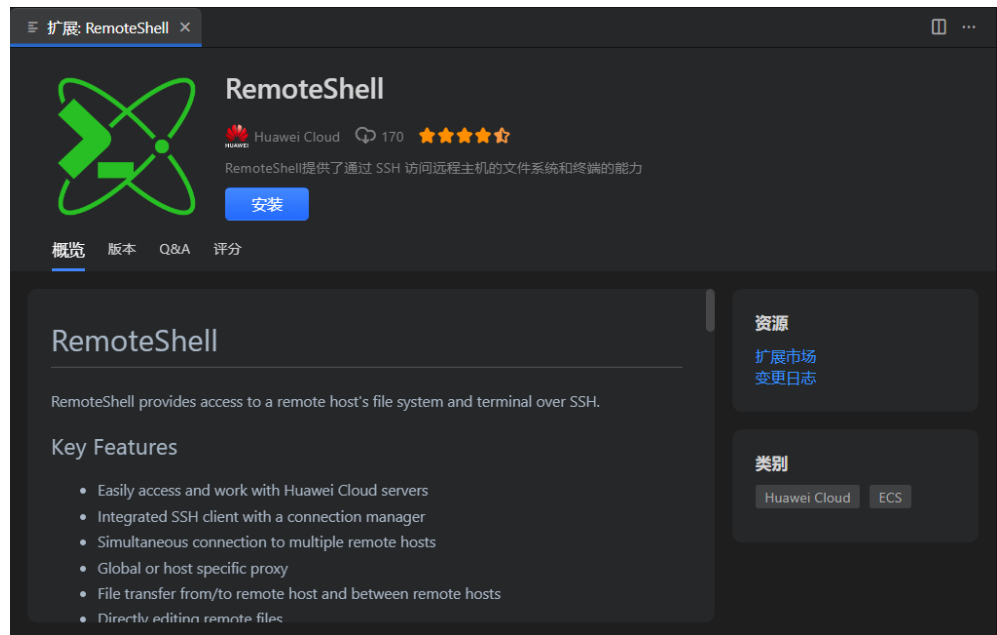 扩展: RemoteShell
RemoteShell
HUAWEI Huawei Cloud 170
RemoteShell提供了通过 SSH 访问远程主机的文件系统和终端的能力
安装
概览 版本 Q&A 评分
RemoteShell
RemoteShell provides access to a remote host's file system and terminal over SSH.
Key Features
Easily access and work with Huawei Cloud servers
Integrated SSH client with a connection manager
Simultaneous connection to multiple remote hosts
Global or host specific proxy
File transfer from/to remote host and between remote hosts
Directly editing remote files
资源
扩展市场
变更日志
类别
Huawei Cloud ECS